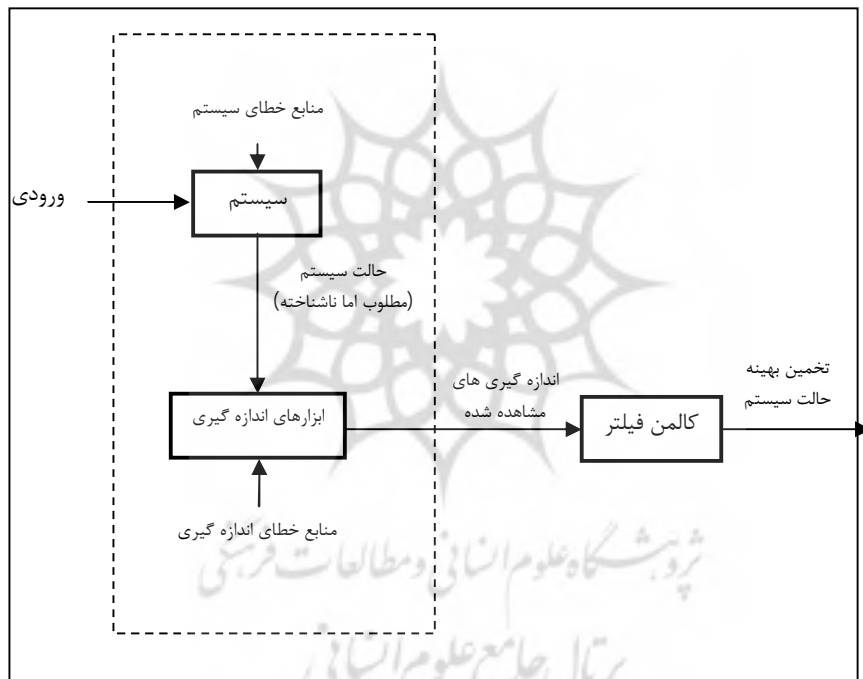 منابع خطای سیستم
ورودی
سیستم
حالت سیستم
(مطلوب اما ناشناخته)
ابزارهای اندازه گیری
اندازه گیری های
مشاهده شده
کالمن فیلتر
تخمین بهینه
حالت سیستم
منابع خطای اندازه گیری
پژوهشگاه علوم انسانی و مطالعات فرهنگی
پرتال جامع علوم انسانی